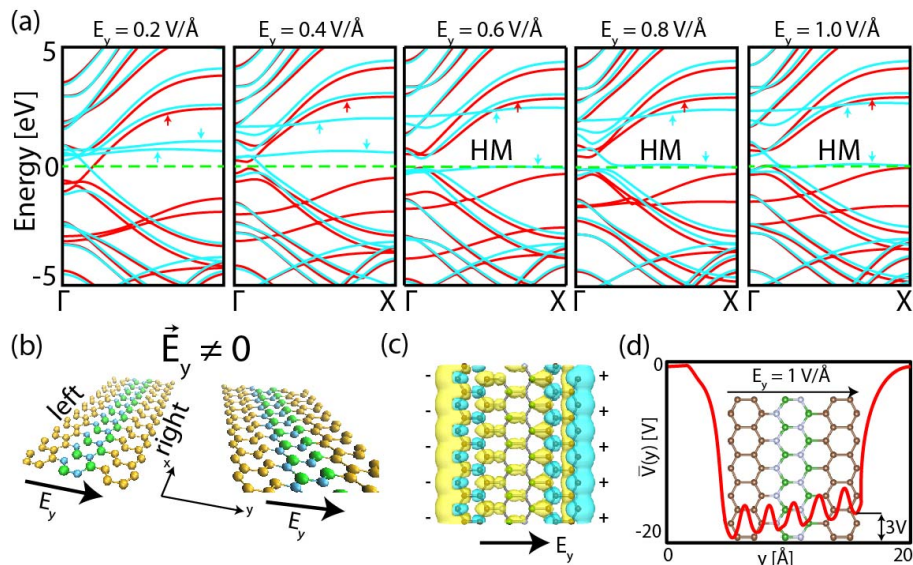 (a)
E_y = 0.2 V/Å E_y = 0.4 V/Å E_y = 0.6 V/Å E_y = 0.8 V/Å E_y = 1.0 V/Å
Energy [eV]
5
0
-5
HM HM HM
Γ X Γ X Γ X Γ X Γ X
(b)
E⃗_y ≠ 0
left
right
x
y
E_y
E_y
(c)
- +
- +
- +
- +
- +
E_y
(d)
0
E_y = 1 V/Å
V̄(y) [V]
-20
3V
0 20
y [Å]